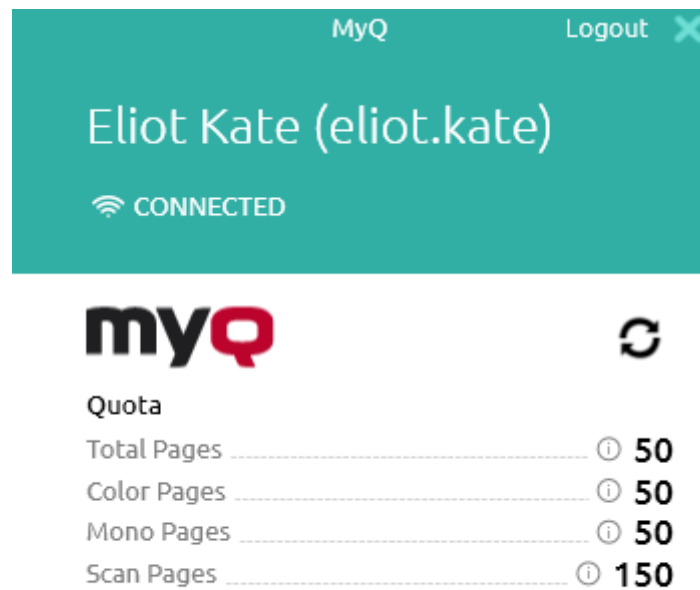 MyQ Logout
Eliot Kate (eliot.kate)
CONNECTED
myQ
Quota
Total Pages 50
Color Pages 50
Mono Pages 50
Scan Pages 150